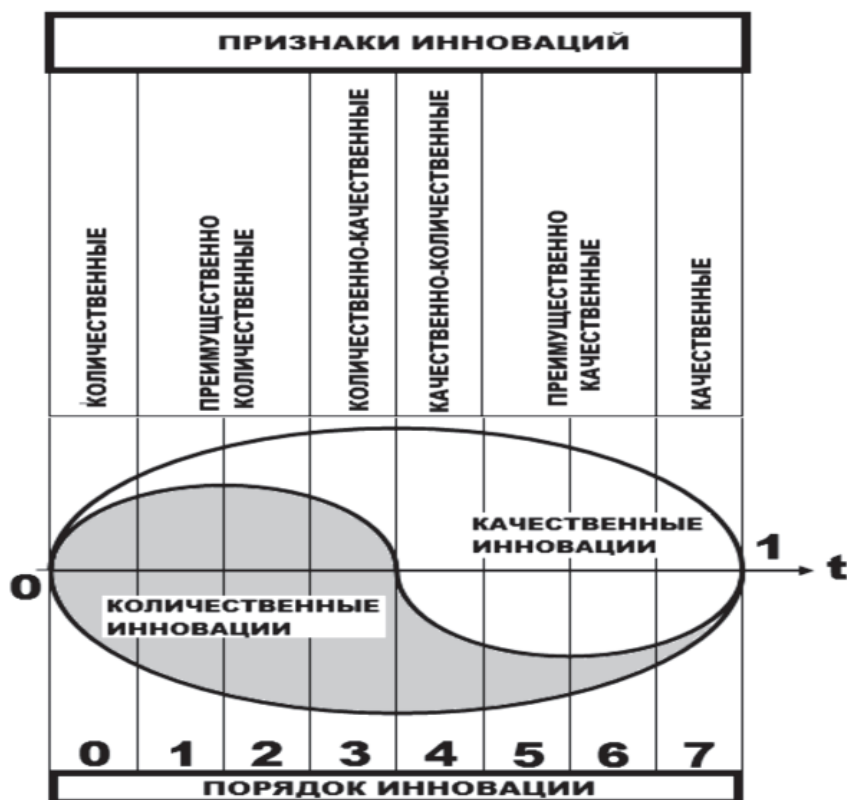 ПРИЗНАКИ ИННОВАЦИЙ
КОЛИЧЕСТВЕННЫЕ
ПРЕИМУЩЕСТВЕННО
КОЛИЧЕСТВЕННЫЕ
КОЛИЧЕСТВЕННО-КАЧЕСТВЕННЫЕ
КАЧЕСТВЕННО-КОЛИЧЕСТВЕННЫЕ
ПРЕИМУЩЕСТВЕННО
КАЧЕСТВЕННЫЕ
КАЧЕСТВЕННЫЕ
КАЧЕСТВЕННЫЕ
ИННОВАЦИИ
1
0
t
КОЛИЧЕСТВЕННЫЕ
ИННОВАЦИИ
0 1 2 3 4 5 6 7
ПОРЯДОК ИННОВАЦИИ